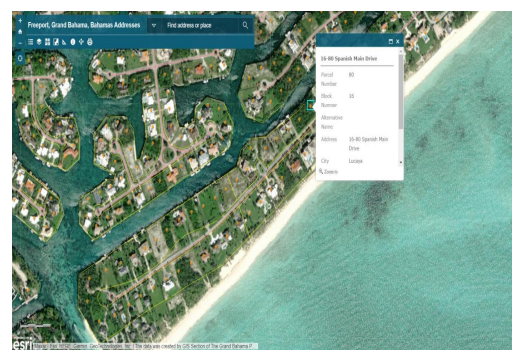 Freeport, Grand Bahama, Bahamas Addresses
Find address or place
16-80 Spanish Main Drive
Parcel Number 80
Block Numner 16
Alternative Name
Address 16-80 Spanish Main Drive
City Lucaya
Zoom to
esri
Maxar | Esri, HERE, Garmin, GeoTechnologies, Inc. | The data was created by GIS Section of The Grand Bahama P...